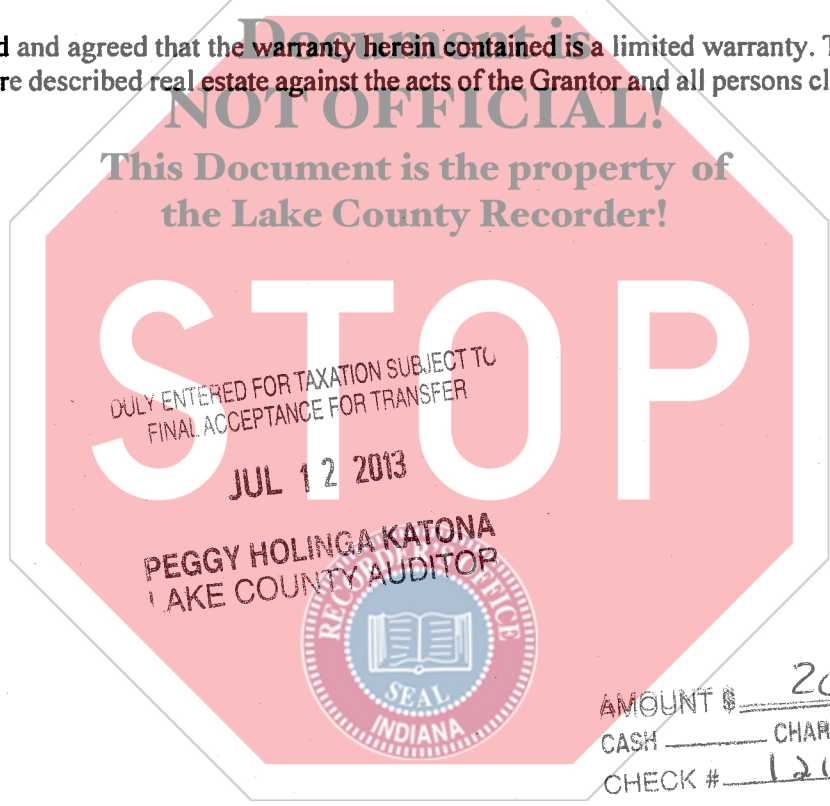 Document is
d and agreed that the warranty herein contained is a limited warranty. T
re described real estate against the acts of the Grantor and all persons cl
NOT OFFICIAL!
This Document is the property of
the Lake County Recorder!
STOP
DULY ENTERED FOR TAXATION SUBJECT TO
FINAL ACCEPTANCE FOR TRANSFER
JUL 12 2013
PEGGY HOLINGA KATONA
LAKE COUNTY AUDITOR
RECORDER'S OFFICE
SEAL
INDIANA
AMOUNT $ 2
CASH CHAR
CHECK # 12